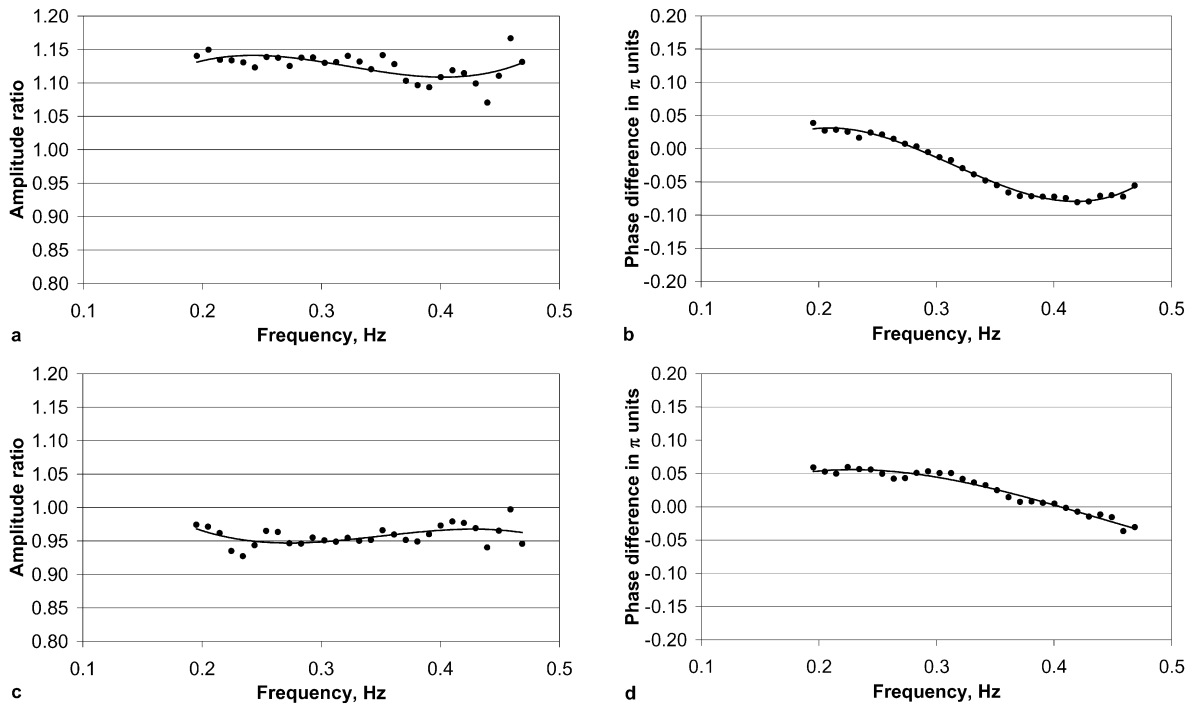 1.20
1.15
1.10
1.05
1.00
0.95
0.90
0.85
0.80
Amplitude ratio
0.1 0.2 0.3 0.4 0.5
Frequency, Hz
a
0.20
0.15
0.10
0.05
0.00
-0.05
-0.10
-0.15
-0.20
Phase difference in π units
0.1 0.2 0.3 0.4 0.5
Frequency, Hz
b
1.20
1.15
1.10
1.05
1.00
0.95
0.90
0.85
0.80
Amplitude ratio
0.1 0.2 0.3 0.4 0.5
Frequency, Hz
c
0.20
0.15
0.10
0.05
0.00
-0.05
-0.10
-0.15
-0.20
Phase difference in π units
0.1 0.2 0.3 0.4 0.5
Frequency, Hz
d